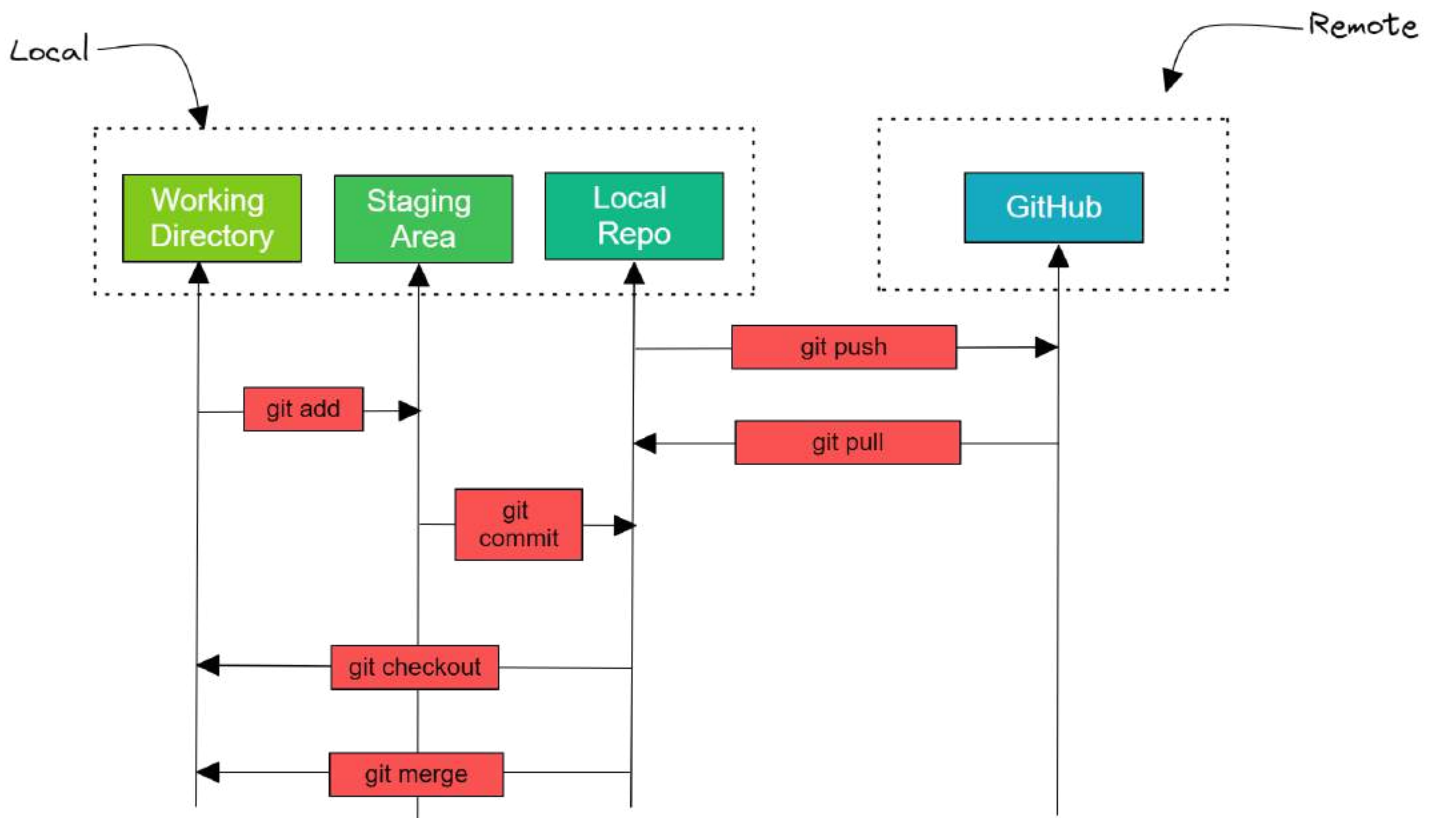 Local
Remote
Working
Directory
Staging
Area
Local
Repo
GitHub
git push
git add
git pull
git
commit
git checkout
git merge